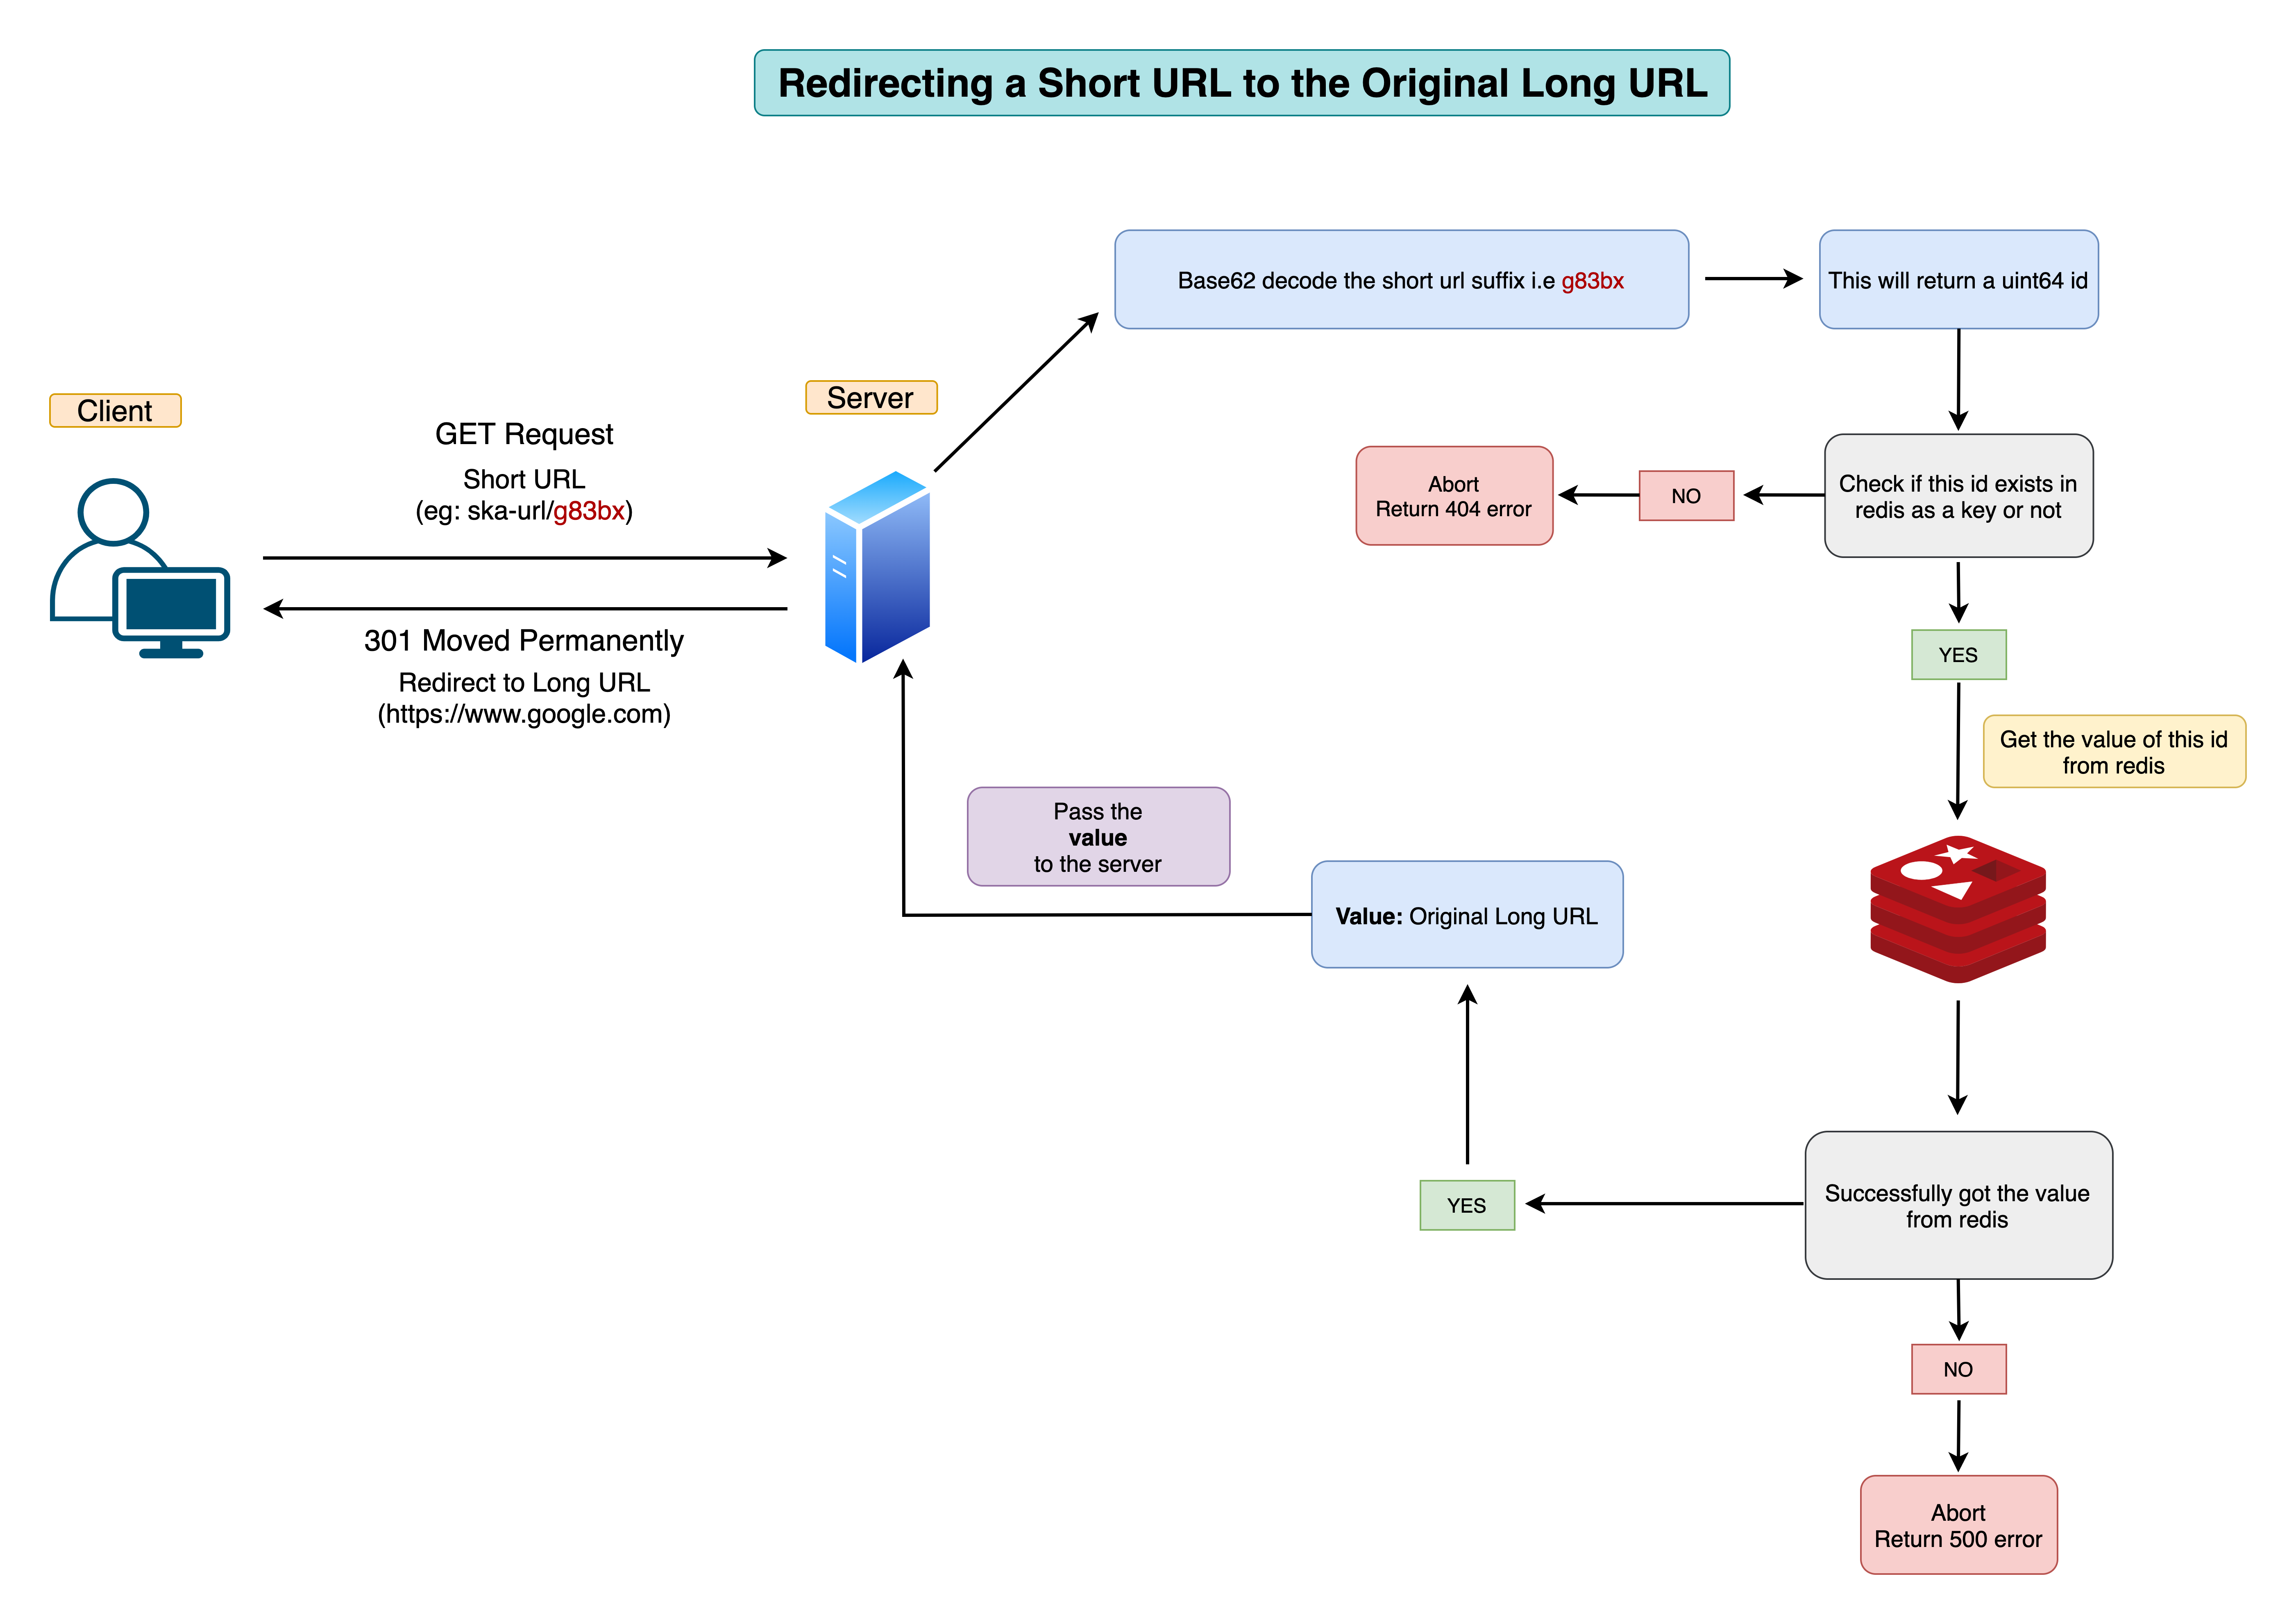 Redirecting a Short URL to the Original Long URL
Base62 decode the short url suffix i.e g83bx
This will return a uint64 id
Client
Server
GET Request
Short URL
(eg: ska-url/g83bx)
301 Moved Permanently
Redirect to Long URL
(https://www.google.com)
Check if this id exists in
redis as a key or not
NO
Abort
Return 404 error
YES
Get the value of this id
from redis
Pass the
value
to the server
Value: Original Long URL
Successfully got the value
from redis
YES
NO
Abort
Return 500 error